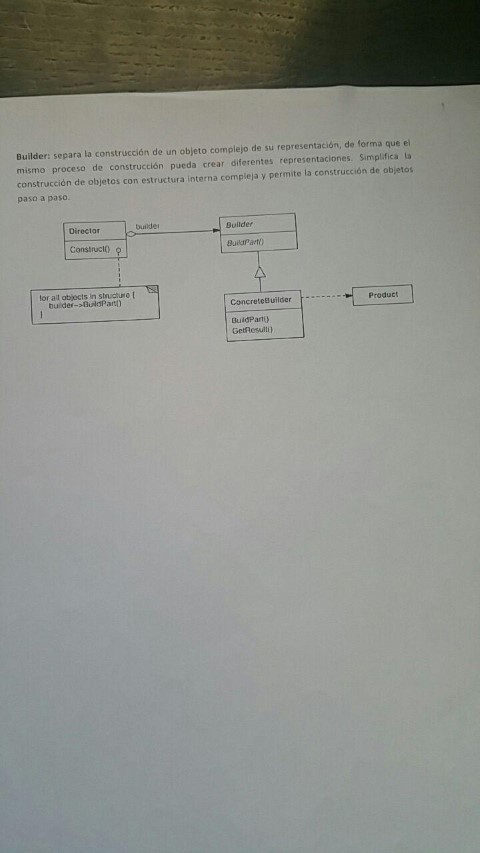 1
Builder: separa la construcción de un objeto complejo de su representación, de forma que el
mismo proceso de construcción pueda crear diferentes representaciones. Simplifica la
construcción de objetos con estructura interna compleja y permite la construcción de objetos
paso a paso.
Director
Construct()
builder
Builder
BuildPart()
for all objects in structure {
builder->BuildPart()
}
ConcreteBuilder
BuildPart()
GetResult()
Product